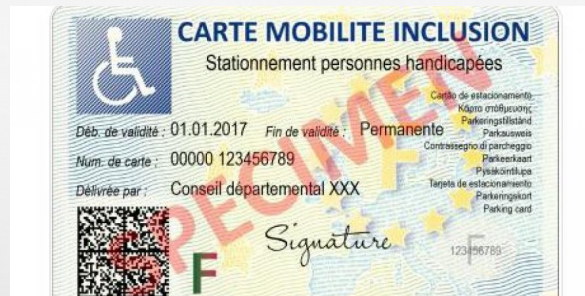 CARTE MOBILITE INCLUSION
Stationnement personnes handicapées
Cartão de estacionamento
Κάρτα στάθμευσης
Parkeringstillstånd
Parkausweis
Contrassegno di parcheggio
Parkeerkaart
Pysäköintilupa
Tarjeta de estacionamiento
Parkeringskort
Parking card
Déb. de validité : 01.01.2017 Fin de validité : Permanente
Num. de carte : 00000 123456789
Délivrée par : Conseil départemental XXX
SPECIMEN
Signature
F
F
F
123456789